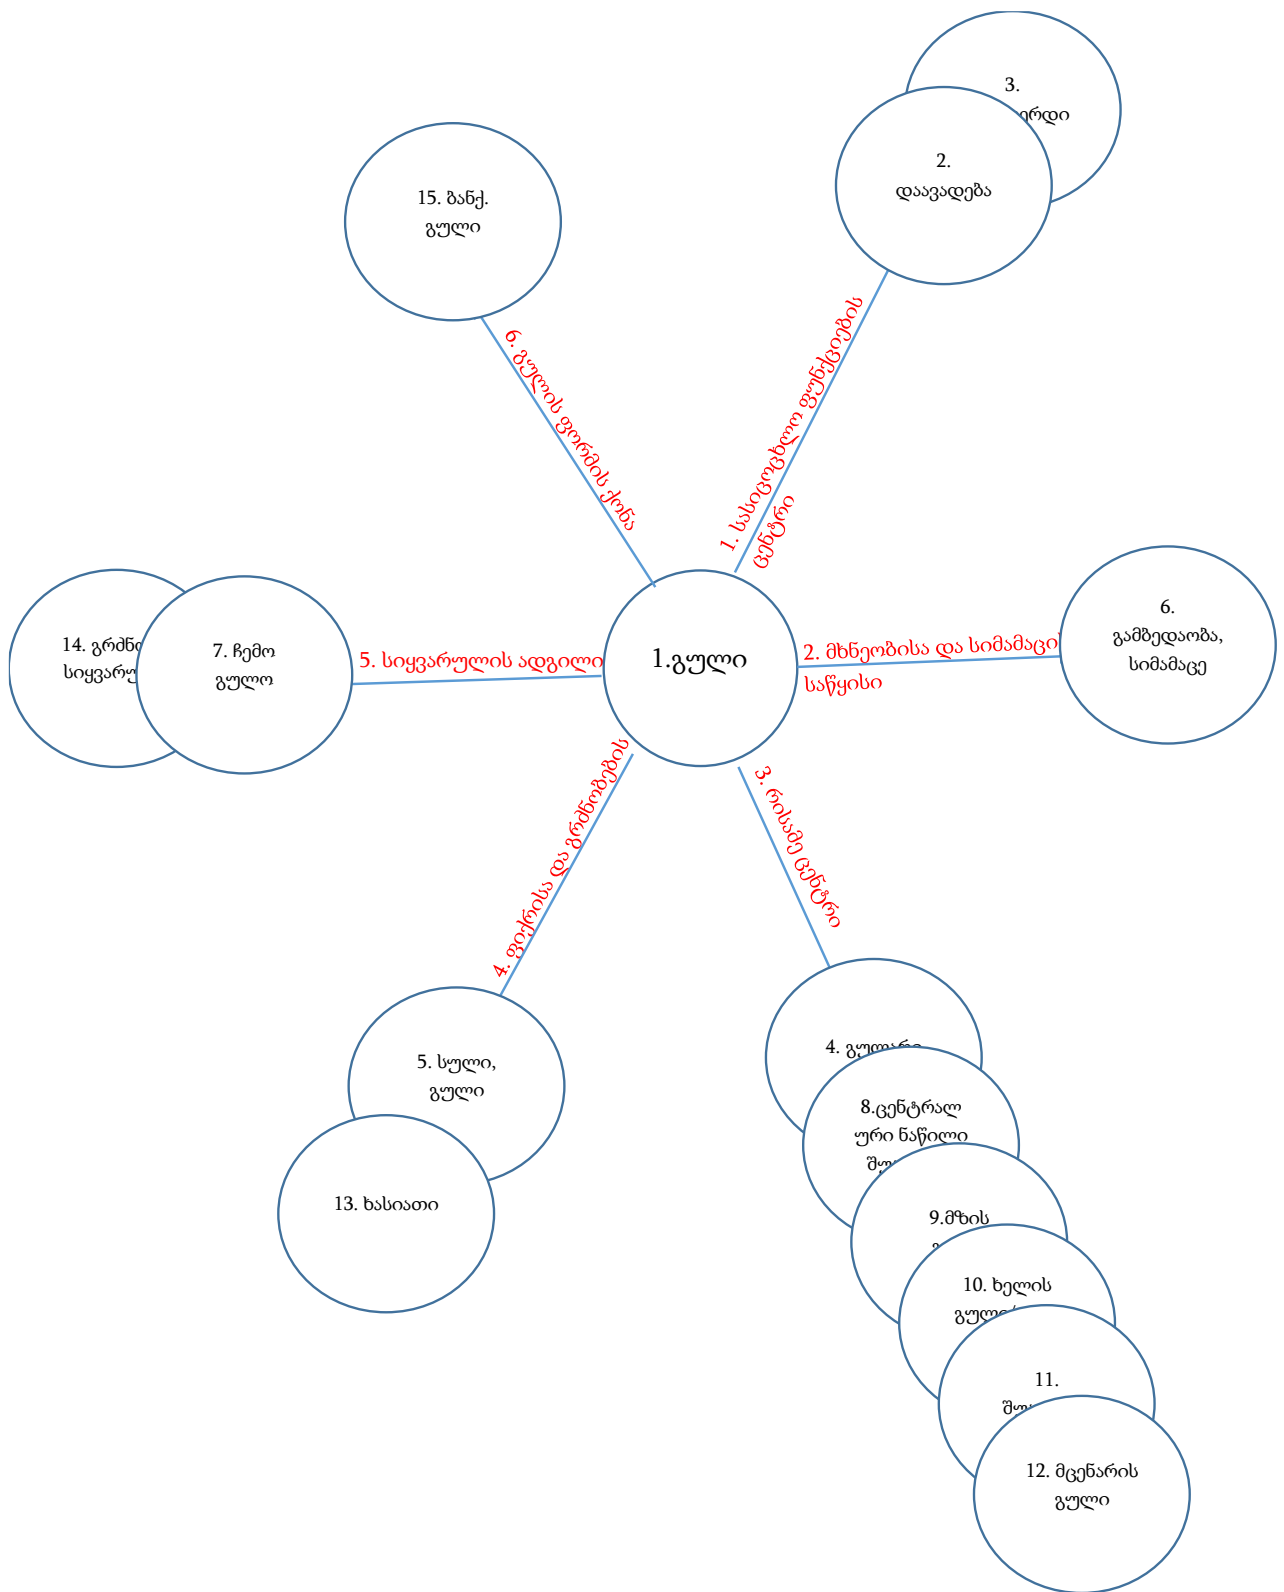 3.
2.
დაავადება
15. ბანქ.
გული
1. სასიცოცხლო ფუნქციების
ცენტრი
6. გულის ფორმის ქონა
6.
გამბედაობა,
სიმამაცე
14.
7. ჩემო
გულო
5. სიყვარულის ადგილი
1.გული
2. მხნეობისა და
საწყისი
4. ფიქრისა და გრძნობების
3. რისამე ცენტრი
5. სული,
გული
13. ხასიათი
4.
8.ცენტრალ
ური ნაწილი
9.მზის
10. ხელის
11.
12. მცენარის
გული